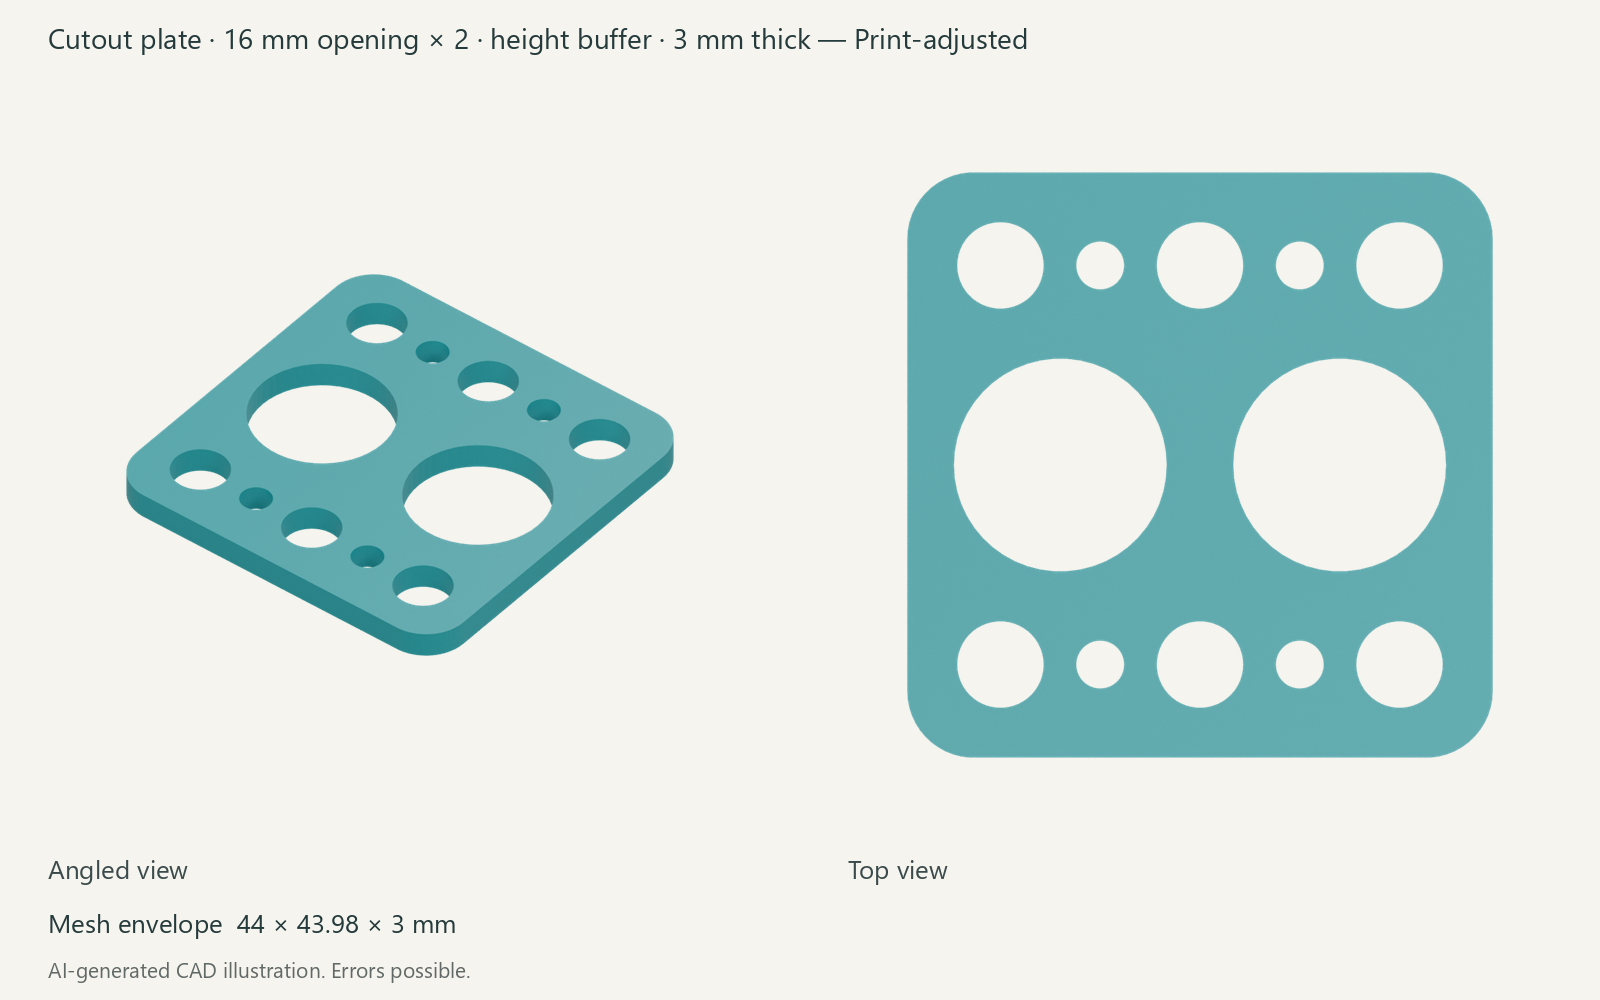 Cutout plate · 16 mm opening × 2 · height buffer · 3 mm thick — Print-adjusted
Angled view
Top view
Mesh envelope 44 × 43.98 × 3 mm
AI-generated CAD illustration. Errors possible.